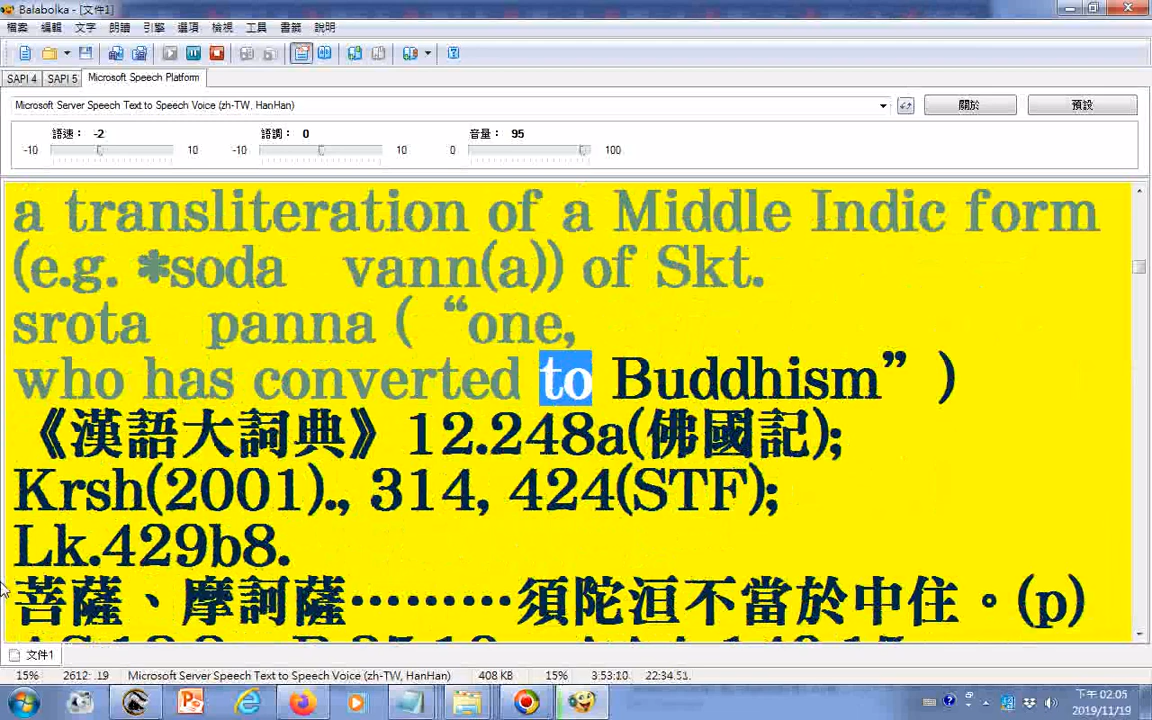 Balabolka - [文件1]
檔案 編輯 文字 朗讀 引擎 選項 檢視 工具 書籤 說明
SAPI 4 SAPI 5 Microsoft Speech Platform
Microsoft Server Speech Text to Speech Voice (zh-TW, HanHan) 關於 預設
語速： -2 語調： 0 音量： 95
-10 10 -10 10 0 100
a transliteration of a Middle Indic form
(e.g. *soda vann(a)) of Skt.
srota panna (“one,
who has converted to Buddhism”)
《漢語大詞典》12.248a(佛國記);
Krsh(2001)., 314, 424(STF);
Lk.429b8.
菩薩、摩訶薩………須陀洹不當於中住。(p)
文件1
15% 2612: .19 Microsoft Server Speech Text to Speech Voice (zh-TW, HanHan) 408 KB 15% 3:53:10. 22:34.51.
下午 02:05
2019/11/19